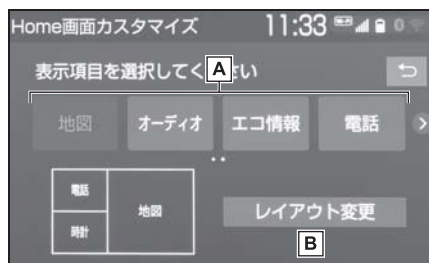 Home画面カスタマイズ 11:33
表示項目を選択してく A さい
地図 オーディオ エコ情報 電話 >
電話
地図
時計
レイアウト変更
B